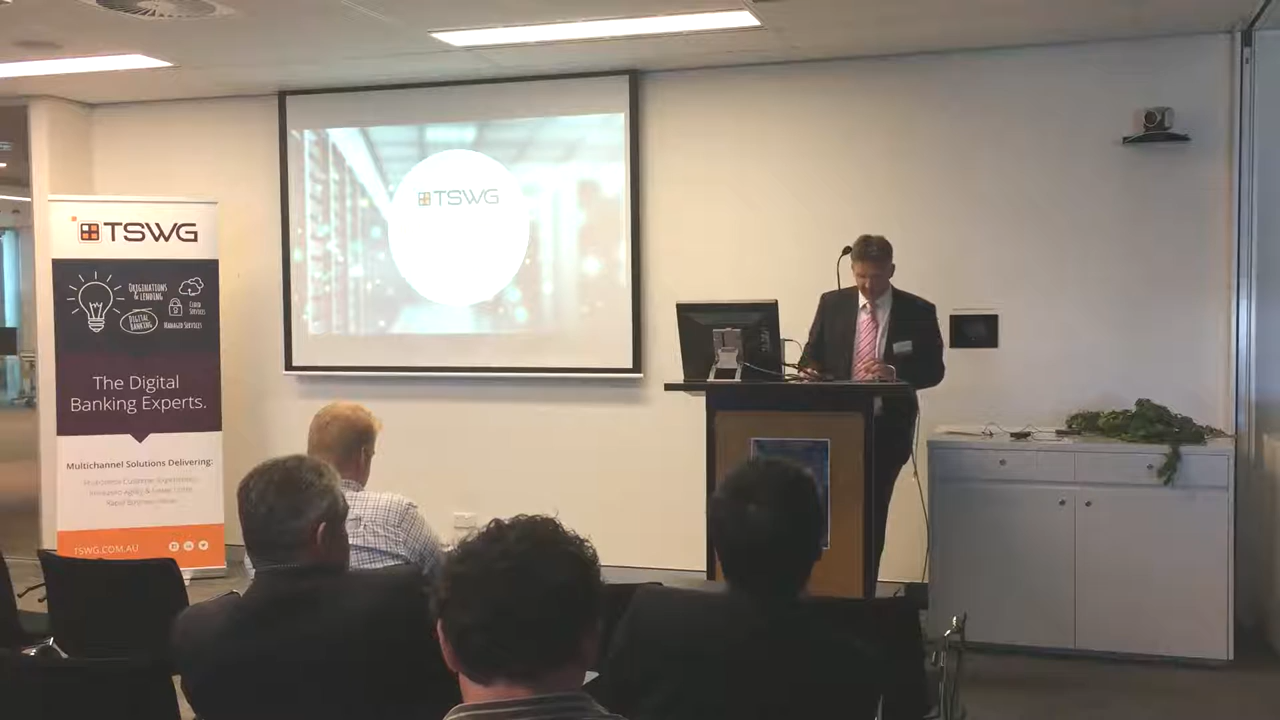 TSWG
TSWG
ORIGINATIONS
& LENDING
DIGITAL
BANKING
CYBER
SERVICES
MANAGED SERVICES
The Digital
Banking Experts.
Multichannel Solutions Delivering:
TSWG.COM.AU